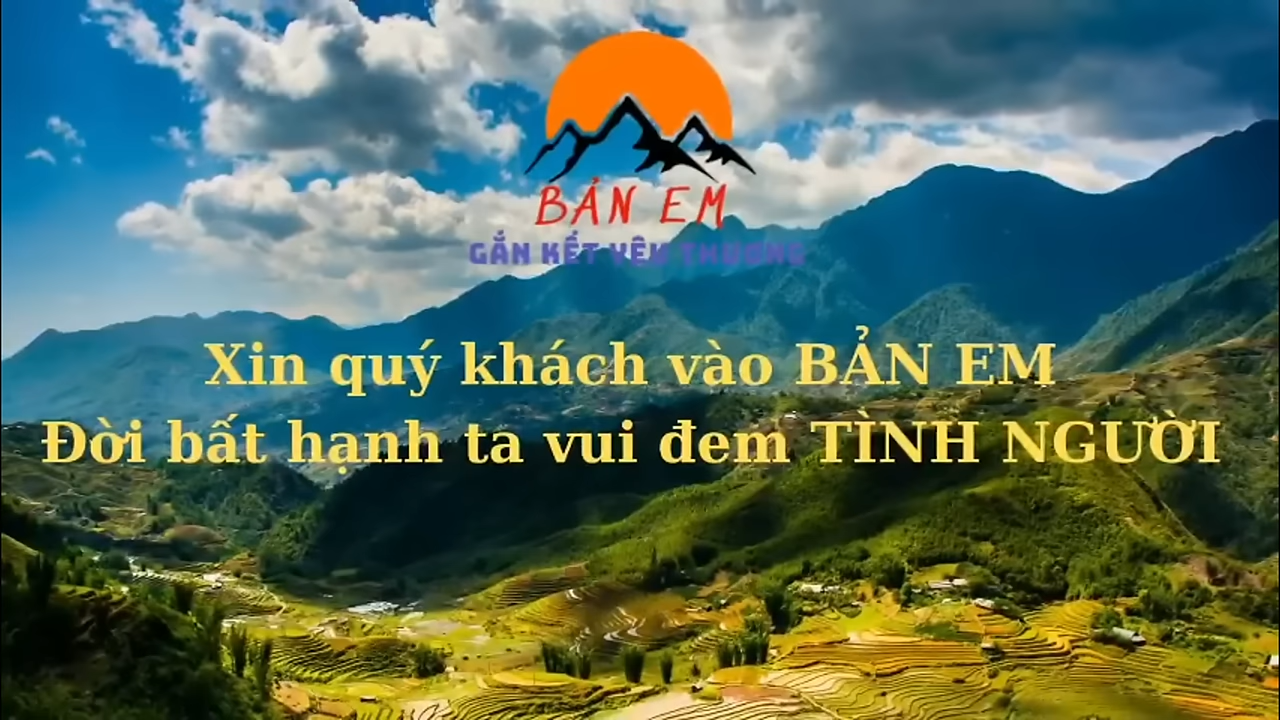 BẢN EM
GẮN KẾT YÊU THƯƠNG
Xin quý khách vào BẢN EM
Đời bất hạnh ta vui đem TÌNH NGƯỜI